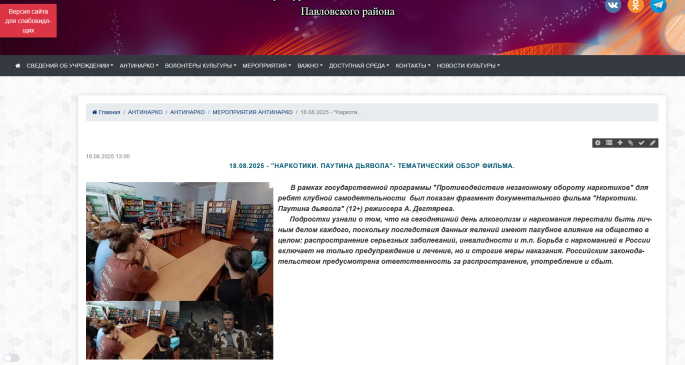 Павловского района
Версия сайта
для слабовидя-
щих
СВЕДЕНИЯ ОБ УЧРЕЖДЕНИИ
АНТИНАРКО
ВОЛОНТЁРЫ КУЛЬТУРЫ
МЕРОПРИЯТИЯ
ВАЖНО
ДОСТУПНАЯ СРЕДА
КОНТАКТЫ
НОВОСТИ КУЛЬТУРЫ
Главная / АНТИНАРКО / АНТИНАРКО / МЕРОПРИЯТИЯ АНТИНАРКО / 18.08.2025 - "Наркоти...
18.08.2025 13:00
18.08.2025 - "НАРКОТИКИ. ПАУТИНА ДЬЯВОЛА"- ТЕМАТИЧЕСКИЙ ОБЗОР ФИЛЬМА.
В рамках государственной программы "Противодействие незаконному обороту наркотиков" для
ребят клубной самодеятельности был показан фрагмент документального фильма "Наркотики.
Паутина дьявола" (12+) режиссера А. Дегтярева.
Подростки узнали о том, что на сегодняшний день алкоголизм и наркомания перестали быть лич-
ным делом каждого, поскольку последствия данных явлений имеют пагубное влияние на общество в
целом: распространение серьезных заболеваний, инвалидности и т.п. Борьба с наркоманией в России
включает не только предупреждение и лечение, но и строгие меры наказания. Российским законода-
тельством предусмотрена ответственность за распространение, употребление и сбыт.